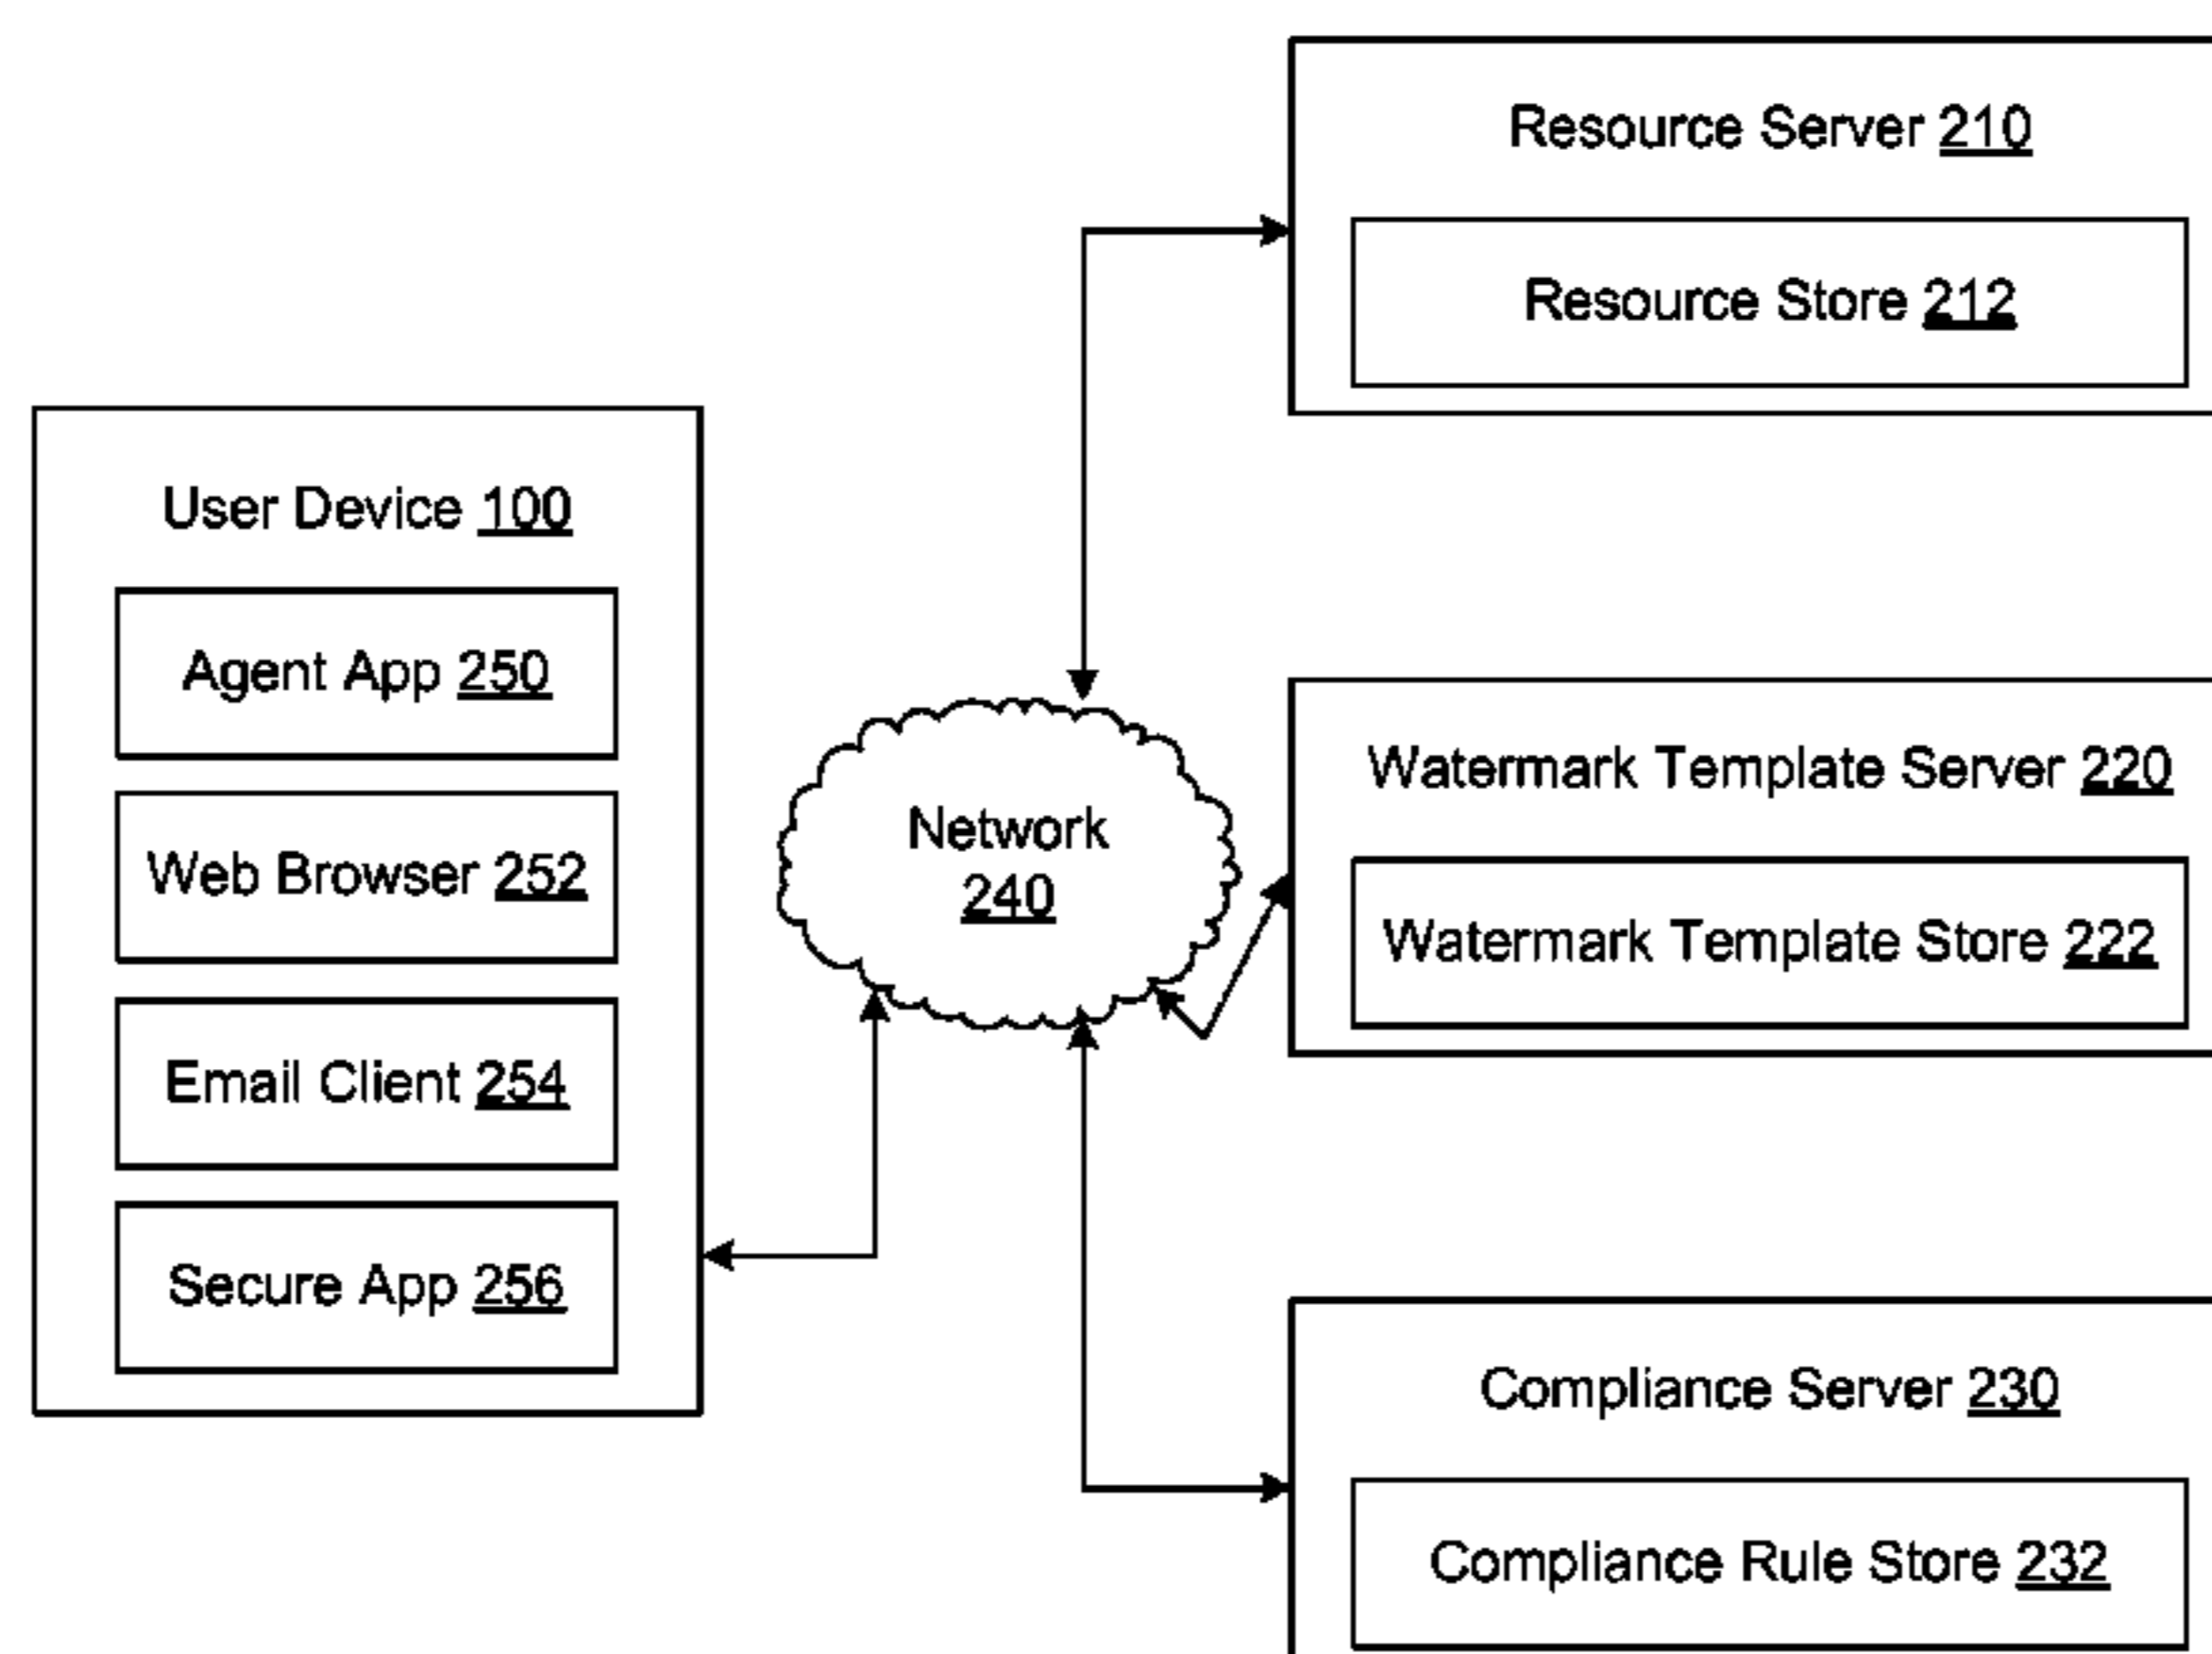 Resource Server 210
Resource Store 212
User Device 100
Agent App 250
Web Browser 252
Email Client 254
Secure App 256
Network
240
Watermark Template Server 220
Watermark Template Store 222
Compliance Server 230
Compliance Rule Store 232